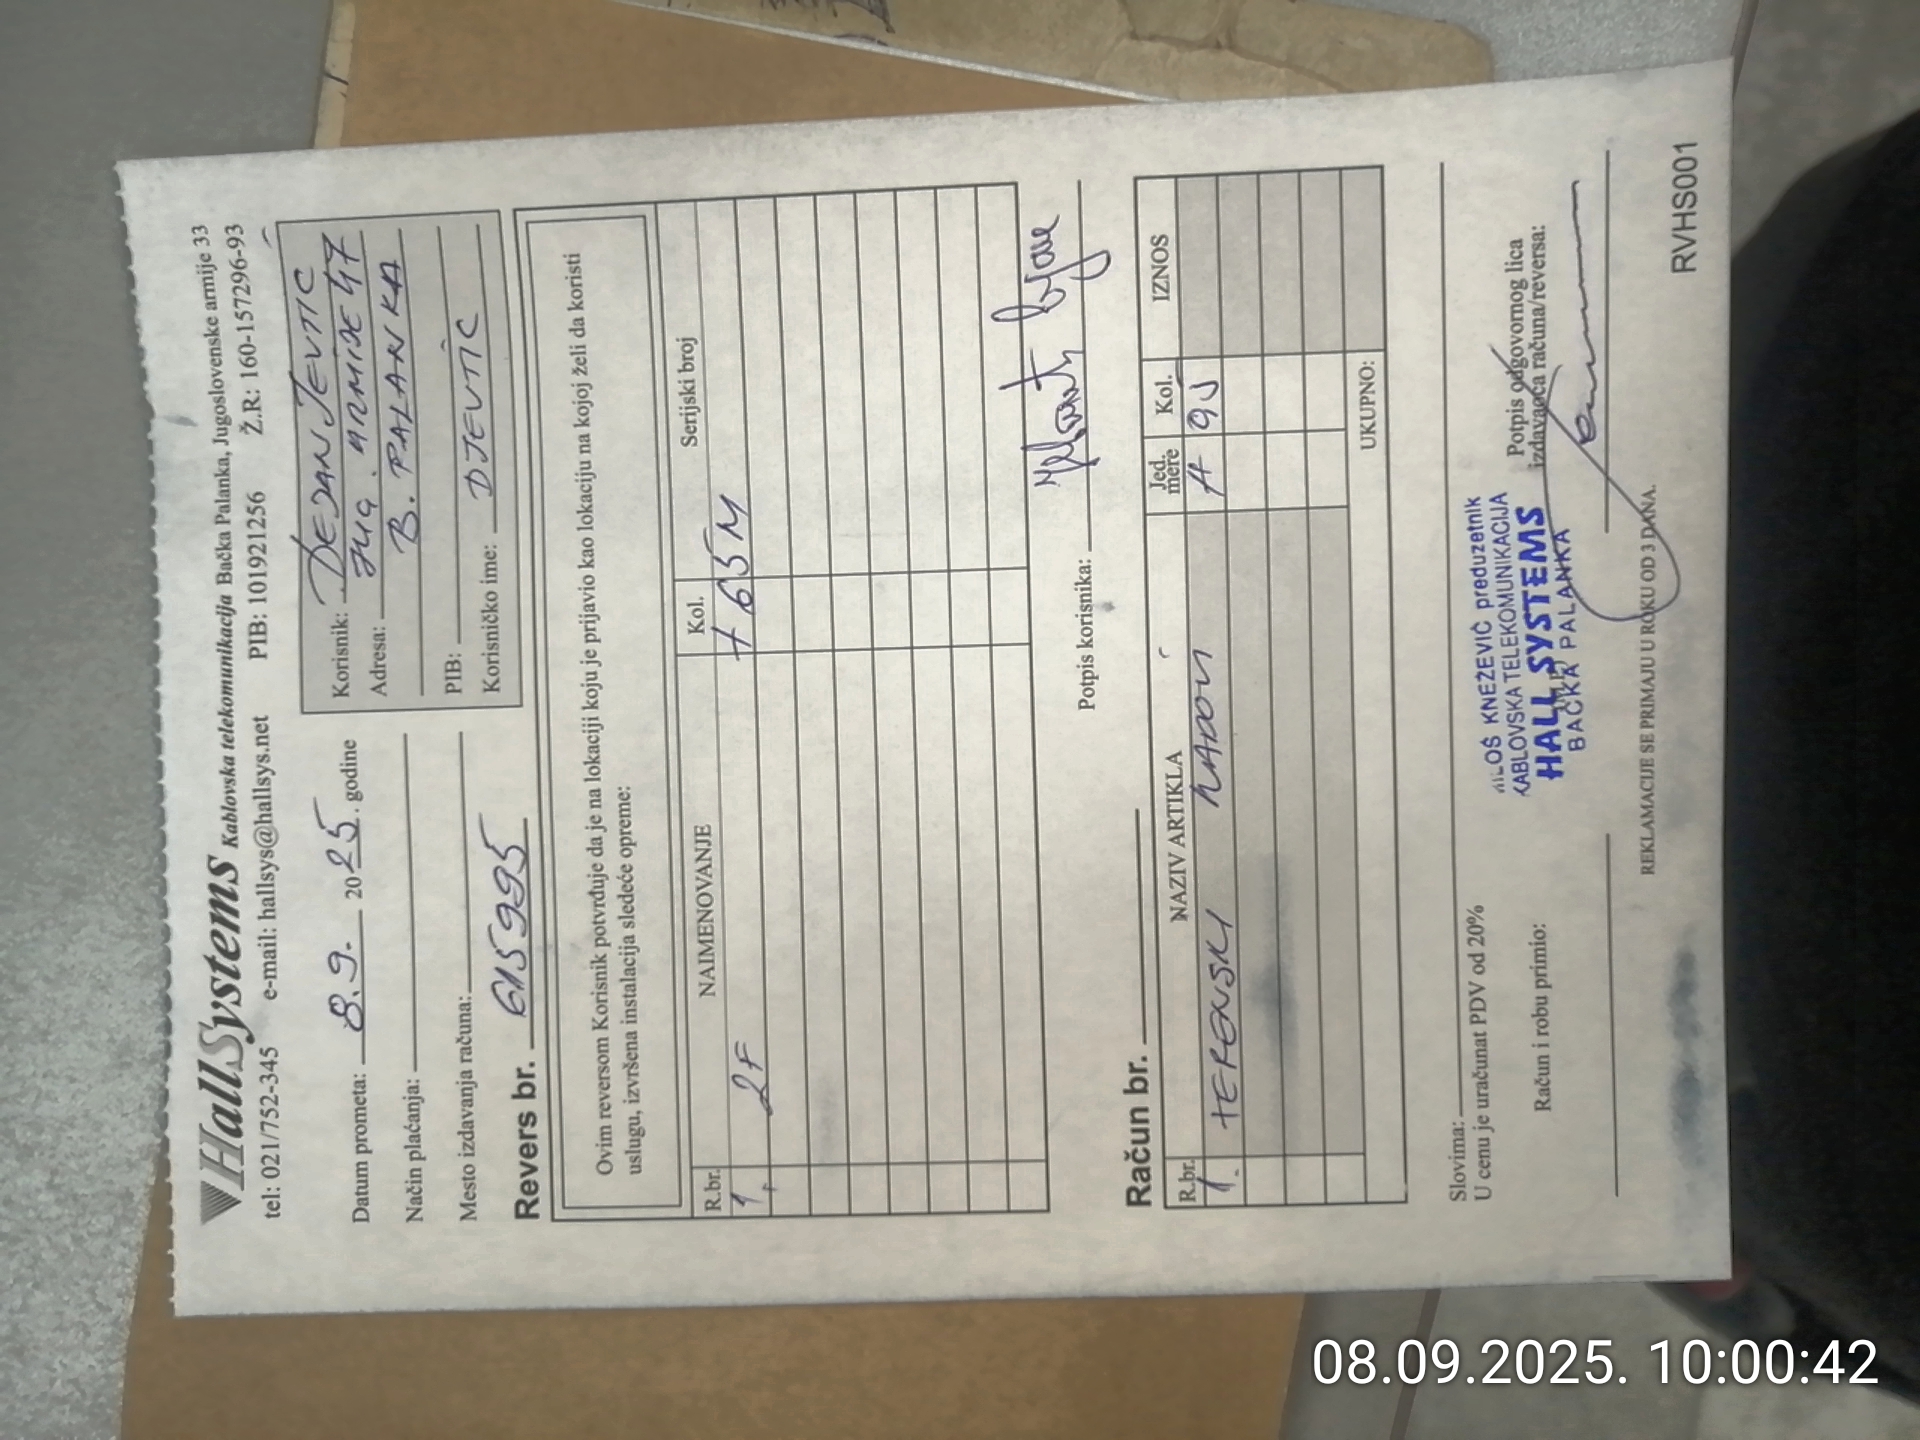 HallSystems Kablovska telekomunikacija Bačka Palanka, Jugoslovenske armije 33
tel: 021/752-345 e-mail: hallsys@hallsys.net PIB: 101921256 Ž.R: 160-157296-93
Datum prometa: 8.9. 2025. godine
Način plaćanja:
Mesto izdavanja računa:
Korisnik: DEJAN JEVTIC
Adresa: JUG. ARMIJE 47
B. PALANKA
PIB:
Korisničko ime: DJEVTIC
Revers br. 615995
Ovim reversom Korisnik potvrđuje da je na lokaciji koju je prijavio kao lokaciju na kojoj želi da koristi
uslugu, izvršena instalacija sledeće opreme:
R.br. NAIMENOVANJE Kol. Serijski broj
1. 2F + 65M
Potpis korisnika:
Račun br.
R.br. NAZIV ARTIKLA Jed. mere Kol. IZNOS
1. TERENSKI RADOVI H 95
UKUPNO:
Slovima:
U cenu je uračunat PDV od 20%
Račun i robu primio:
MILOŠ KNEŽEVIĆ preduzetnik
KABLOVSKA TELEKOMUNIKACIJA
HALL SYSTEMS
BAČKA PALANKA
Potpis odgovornog lica
izdavaoca računa/reversa:
REKLAMACIJE SE PRIMAJU U ROKU OD 3 DANA.
RVHS001
08.09.2025. 10:00:42